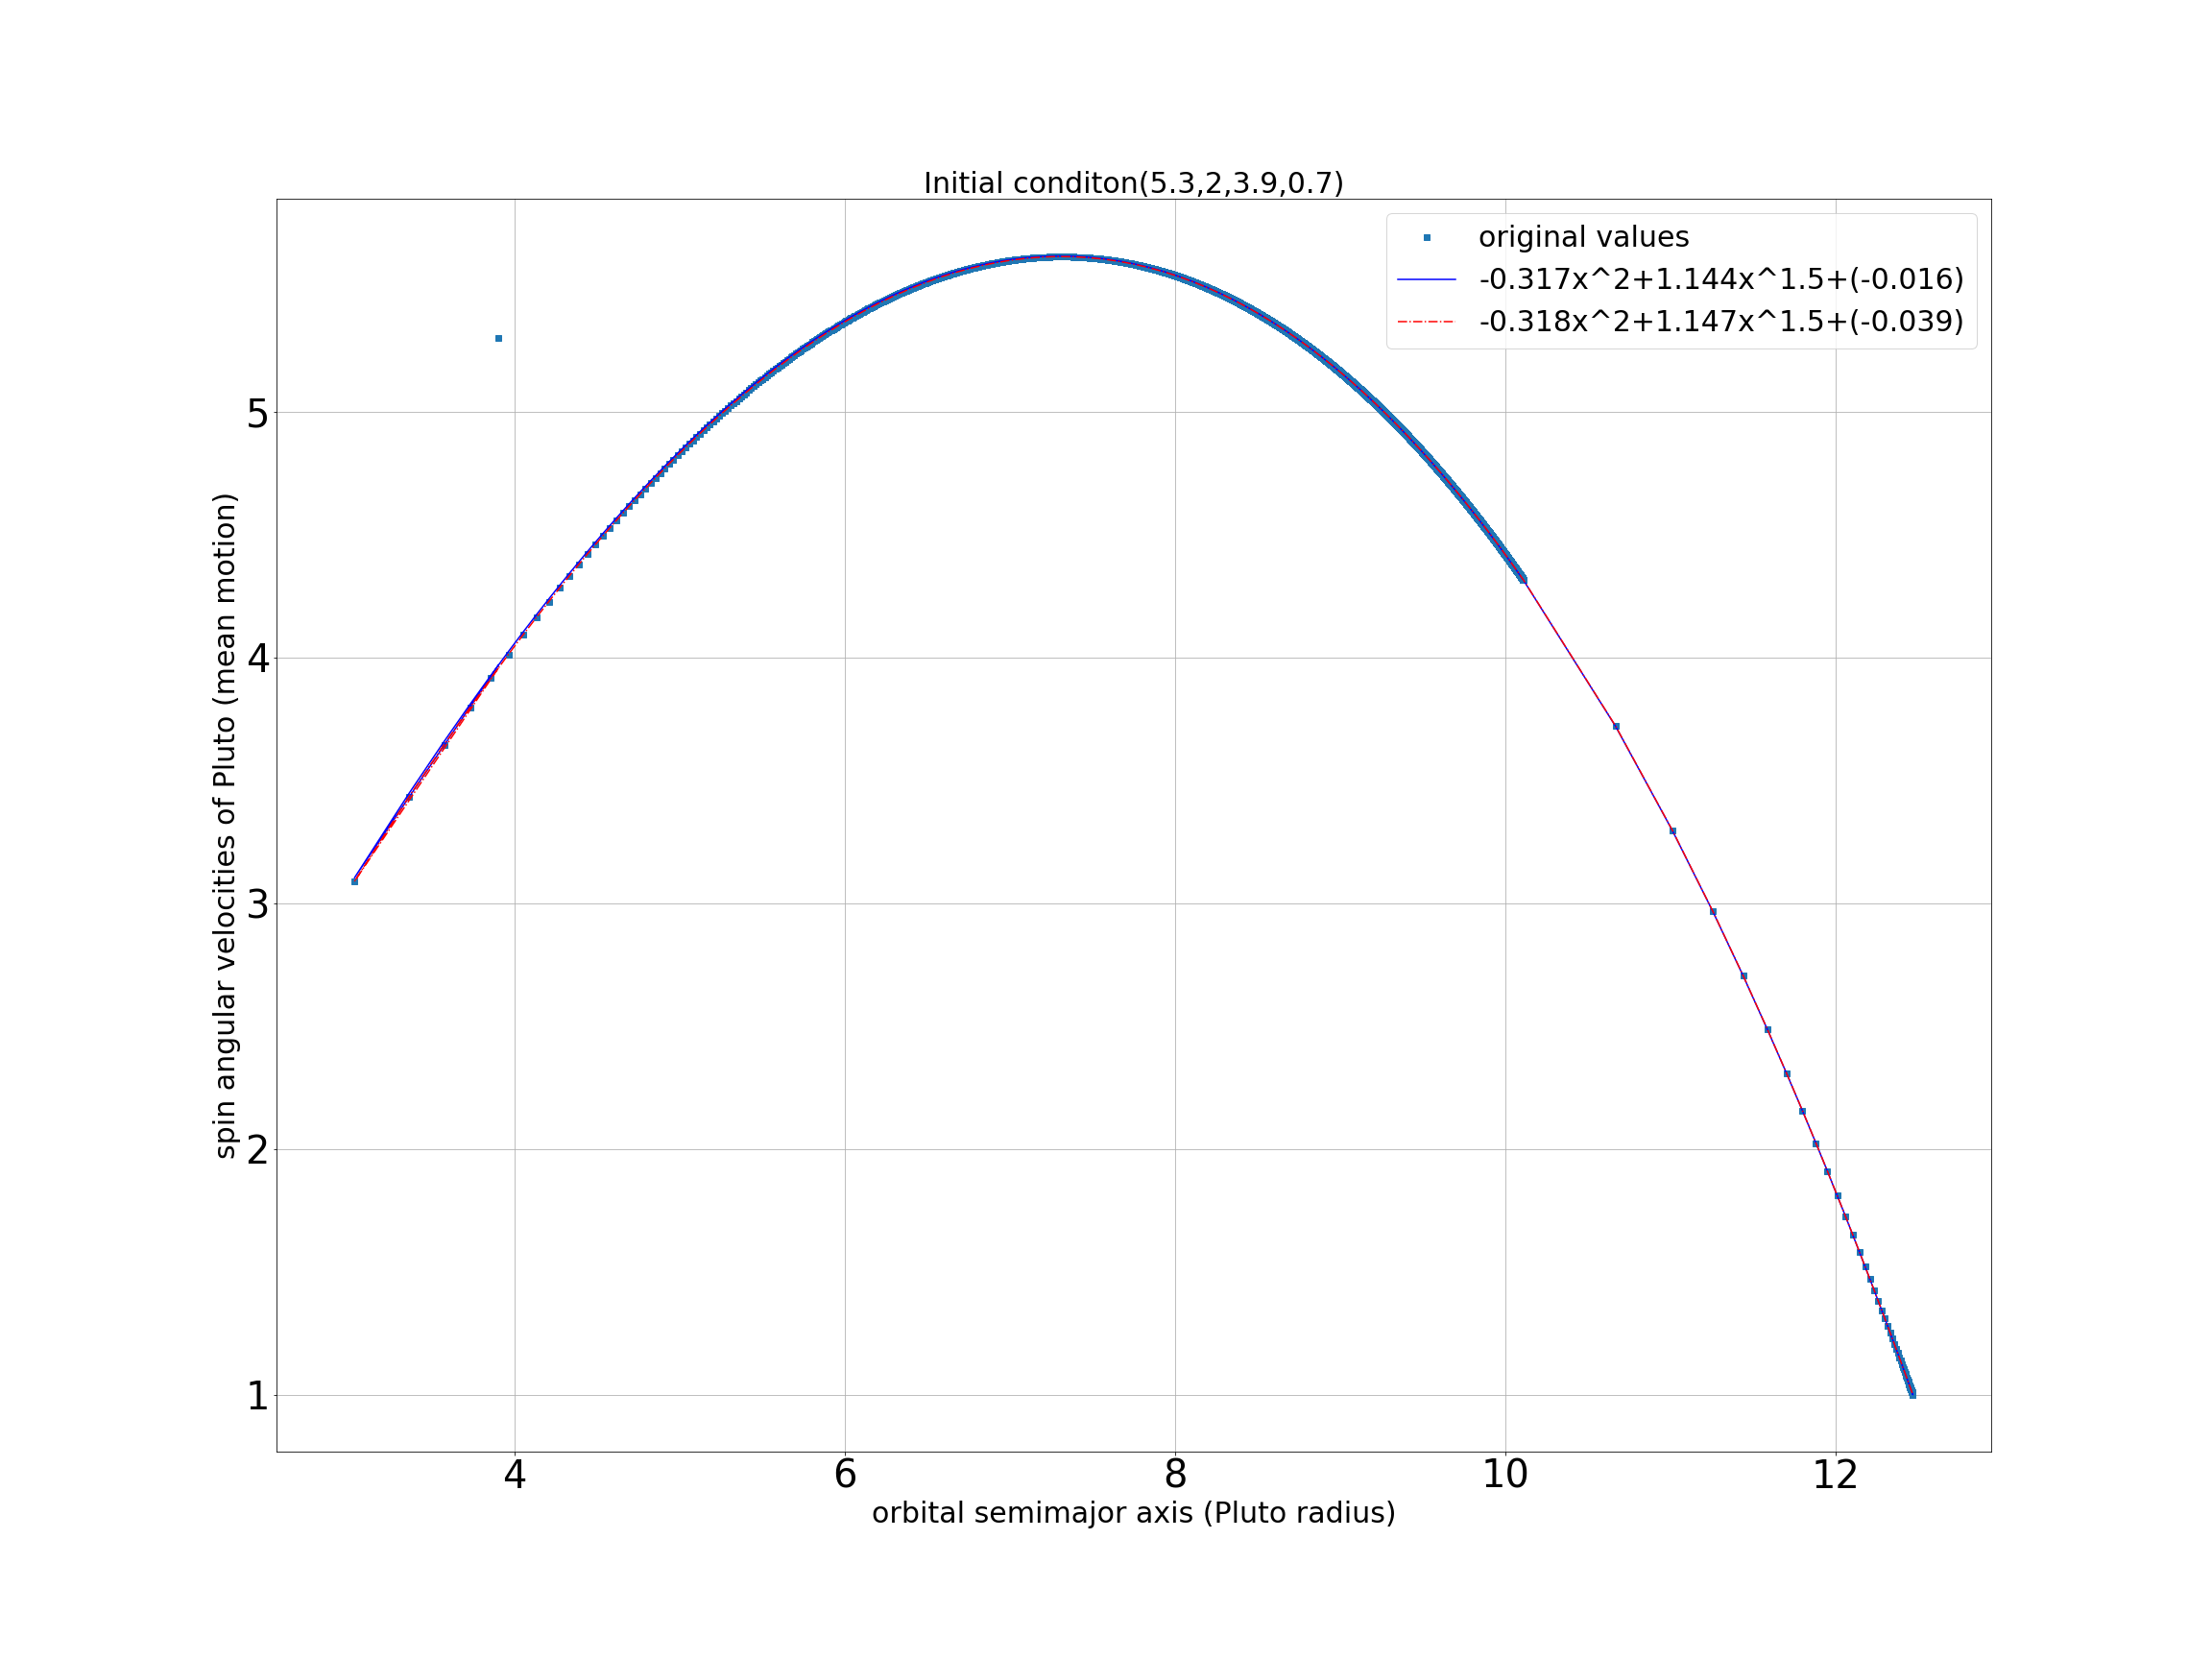 Initial conditon(5.3,2,3.9,0.7)
original values
-0.317x^2+1.144x^1.5+(-0.016)
-0.318x^2+1.147x^1.5+(-0.039)
spin angular velocities of Pluto (mean motion)
5
4
3
2
1
4 6 8 10 12
orbital semimajor axis (Pluto radius)